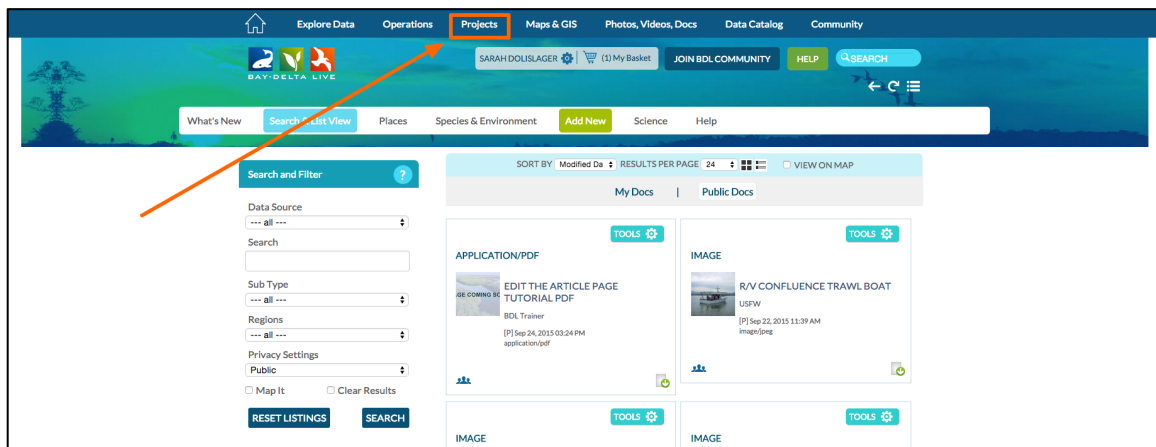 Explore Data Operations Projects Maps & GIS Photos, Videos, Docs Data Catalog Community
BAY-DELTA LIVE
SARAH DOLISLAGER (1) My Basket JOIN BDL COMMUNITY HELP SEARCH
What's New Search & List View Places Species & Environment Add New Science Help
Search and Filter ?
Data Source
--- all ---
Search
Sub Type
--- all ---
Regions
--- all ---
Privacy Settings
Public
Map It Clear Results
RESET LISTINGS SEARCH
SORT BY Modified Da RESULTS PER PAGE 24 VIEW ON MAP
My Docs | Public Docs
TOOLS
APPLICATION/PDF
EDIT THE ARTICLE PAGE
TUTORIAL PDF
BDL Trainer
[P] Sep 24, 2015 03:24 PM
application/pdf
TOOLS
IMAGE
R/V CONFLUENCE TRAWL BOAT
USFW
[P] Sep 22, 2015 11:39 AM
image/jpeg
TOOLS
IMAGE
TOOLS
IMAGE